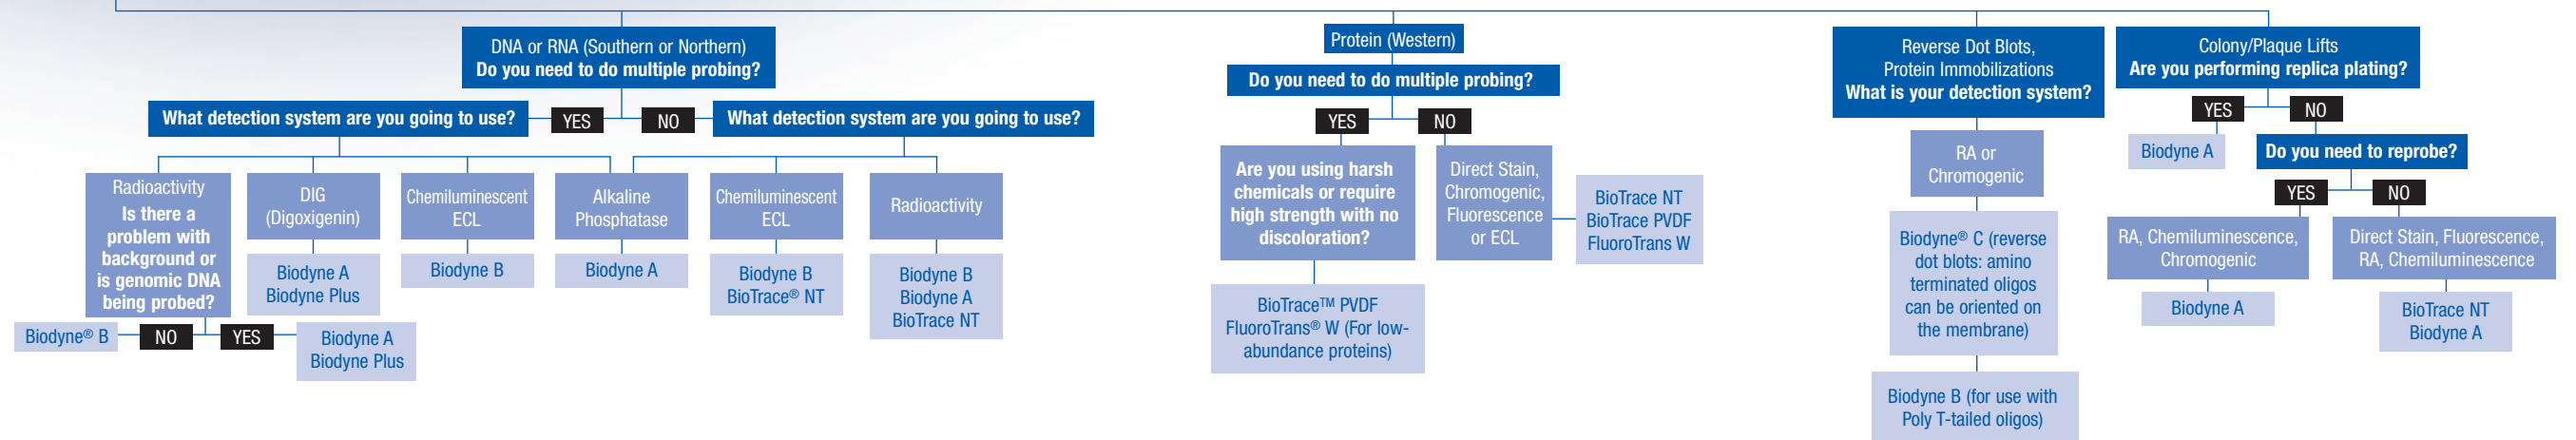 DNA or RNA (Southern or Northern)
Do you need to do multiple probing?
What detection system are you going to use?
YES
NO
What detection system are you going to use?
Radioactivity
Is there a
problem with
background or
is genomic DNA
being probed?
DIG
(Digoxigenin)
Chemiluminescent
ECL
Alkaline
Phosphatase
Chemiluminescent
ECL
Radioactivity
Biodyne A
Biodyne Plus
Biodyne B
Biodyne A
Biodyne B
BioTrace® NT
Biodyne B
Biodyne A
BioTrace NT
Biodyne® B
NO
YES
Biodyne A
Biodyne Plus
Protein (Western)
Do you need to do multiple probing?
YES
NO
Are you using harsh
chemicals or require
high strength with no
discoloration?
Direct Stain,
Chromogenic,
Fluorescence
or ECL
BioTrace NT
BioTrace PVDF
FluoroTrans W
BioTrace™ PVDF
FluoroTrans® W (For low-
abundance proteins)
Reverse Dot Blots,
Protein Immobilizations
What is your detection system?
RA or
Chromogenic
Biodyne® C (reverse
dot blots: amino
terminated oligos
can be oriented on
the membrane)
Biodyne B (for use with
Poly T-tailed oligos)
Colony/Plaque Lifts
Are you performing replica plating?
YES
NO
Biodyne A
Do you need to reprobe?
YES
NO
RA, Chemiluminescence,
Chromogenic
Direct Stain, Fluorescence,
RA, Chemiluminescence
Biodyne A
BioTrace NT
Biodyne A